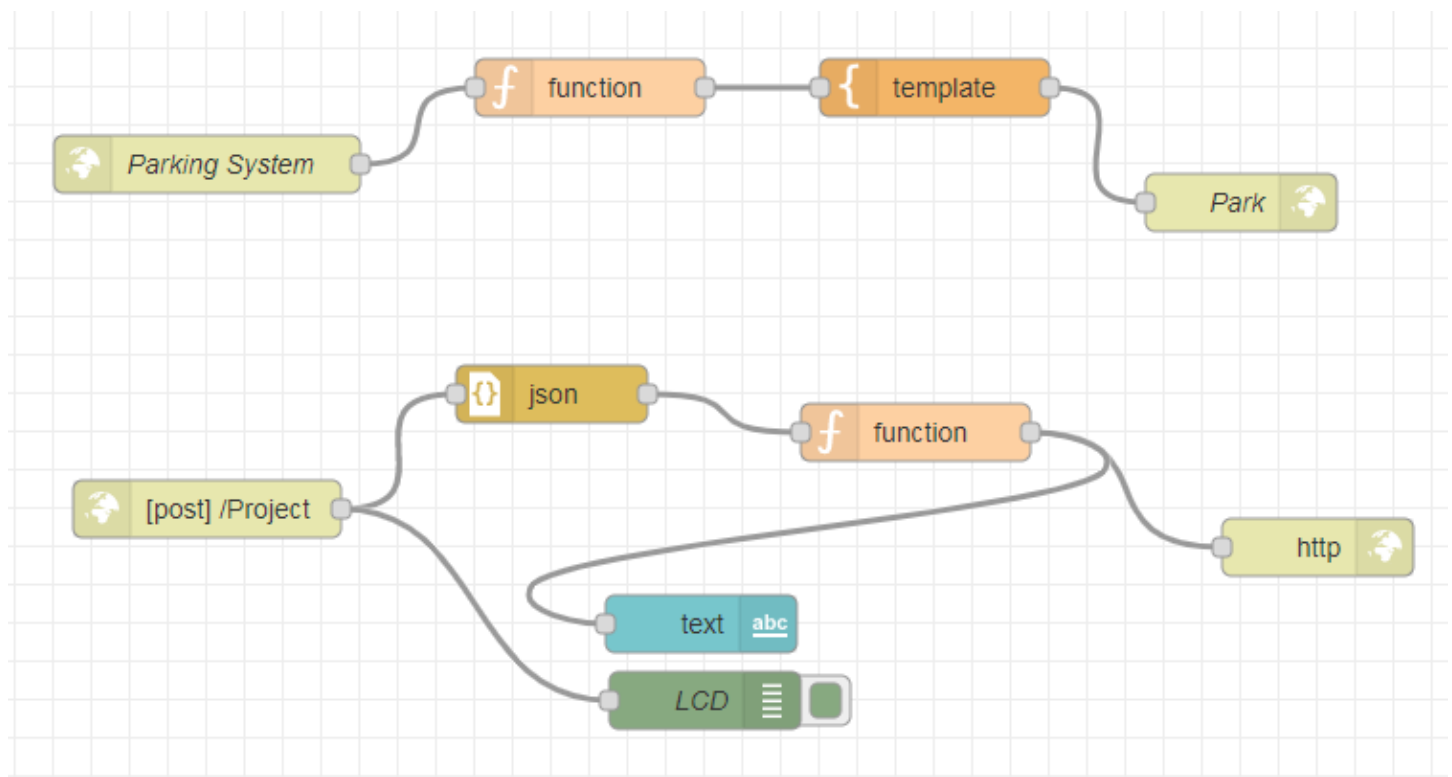 function
template
Parking System
Park
json
function
[post] /Project
http
text
abc
LCD